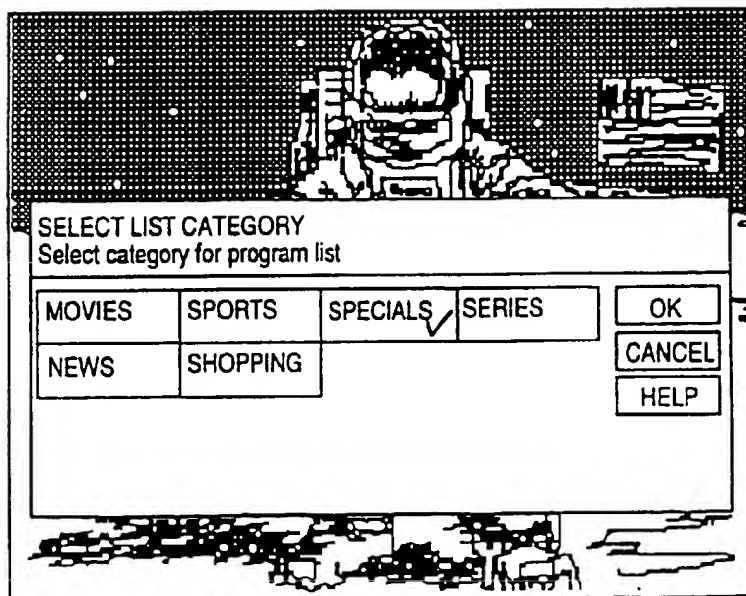 SELECT LIST CATEGORY
Select category for program list
MOVIES SPORTS SPECIALS SERIES
NEWS SHOPPING
OK
CANCEL
HELP